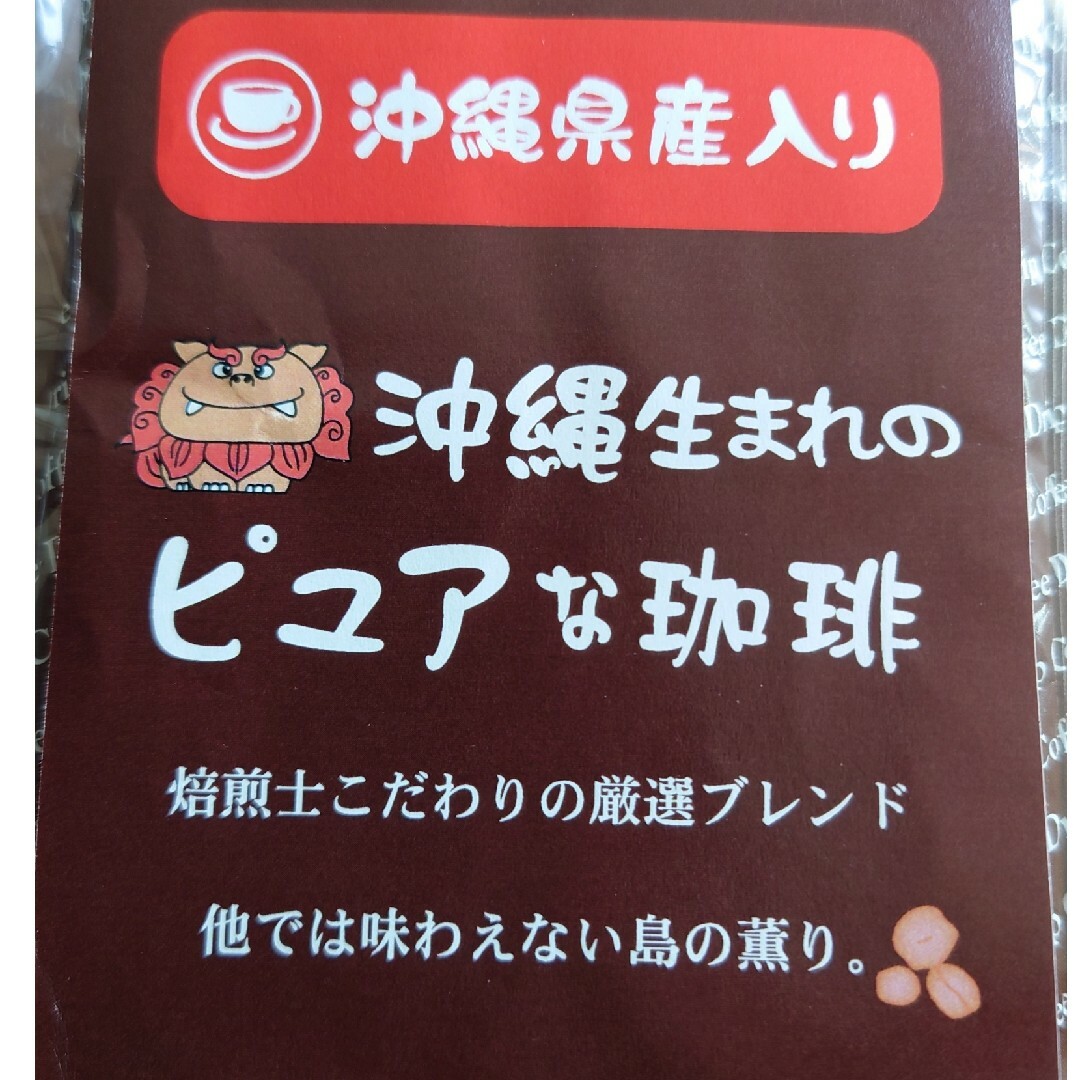 沖縄県産入り
沖縄生まれの
ピュアな珈琲
焙煎士こだわりの厳選ブレンド
他では味わえない島の薫り。